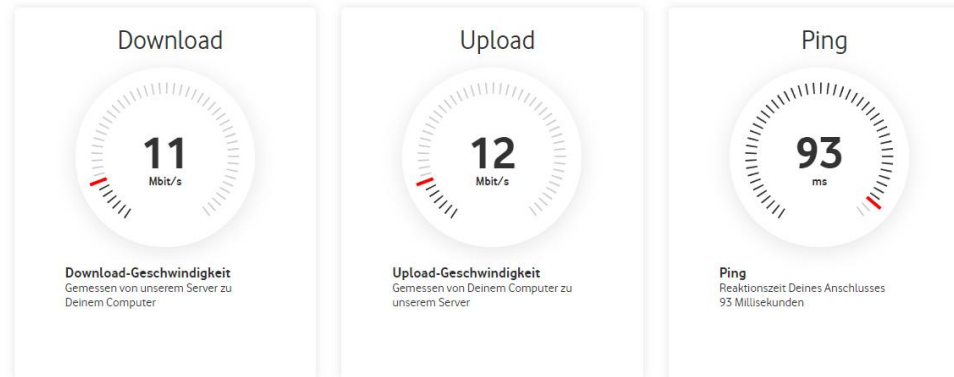 Download
11
Mbit/s
Download-Geschwindigkeit
Gemessen von unserem Server zu
Deinem Computer
Upload
12
Mbit/s
Upload-Geschwindigkeit
Gemessen von Deinem Computer zu
unserem Server
Ping
93
ms
Ping
Reaktionszeit Deines Anschlusses
93 Millisekunden